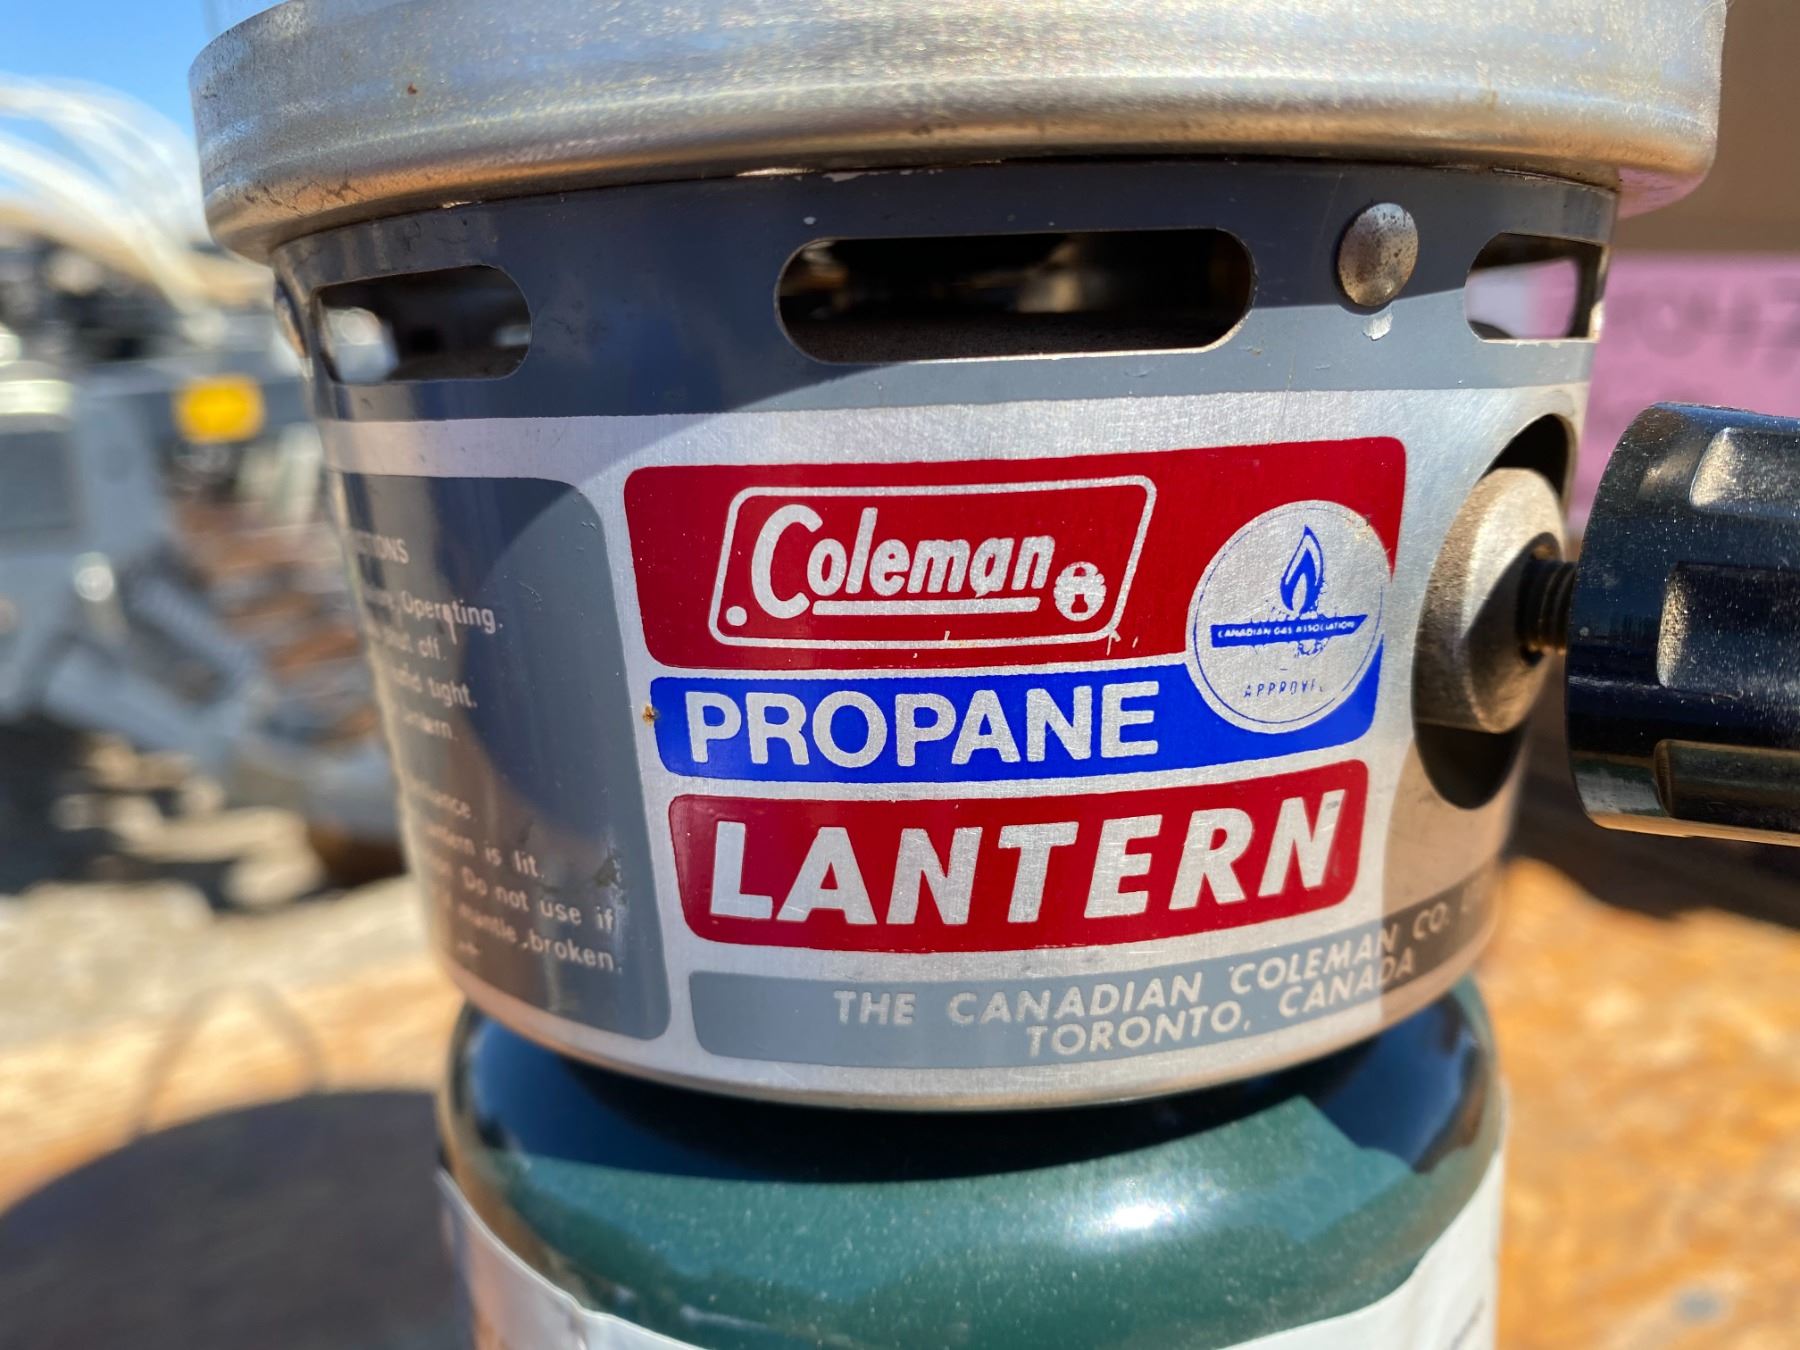 Operating.
off.
and tight.
Coleman
CANADIAN GAS ASSOCIATION
PROPANE
LANTERN
is lit.
Do not use if
mantle, broken.
THE CANADIAN COLEMAN CO.
TORONTO, CANADA